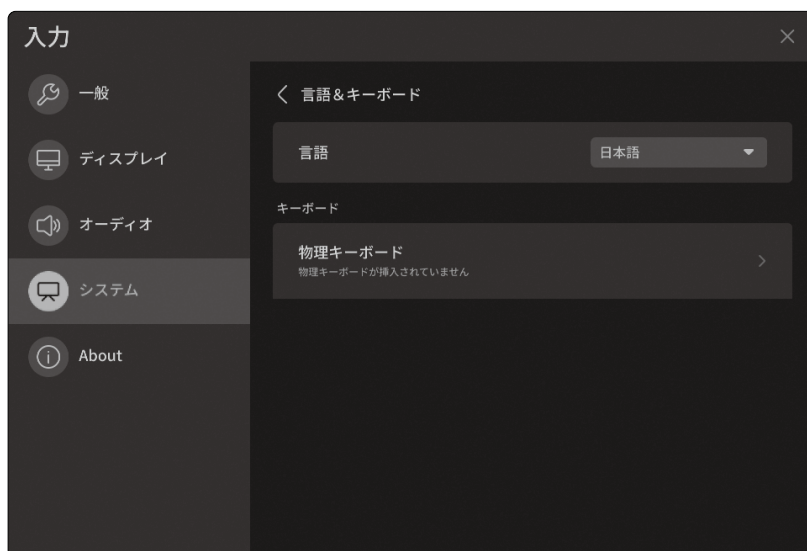 入力
一般
ディスプレイ
オーディオ
システム
About
言語&キーボード
言語
日本語
キーボード
物理キーボード
物理キーボードが挿入されていません